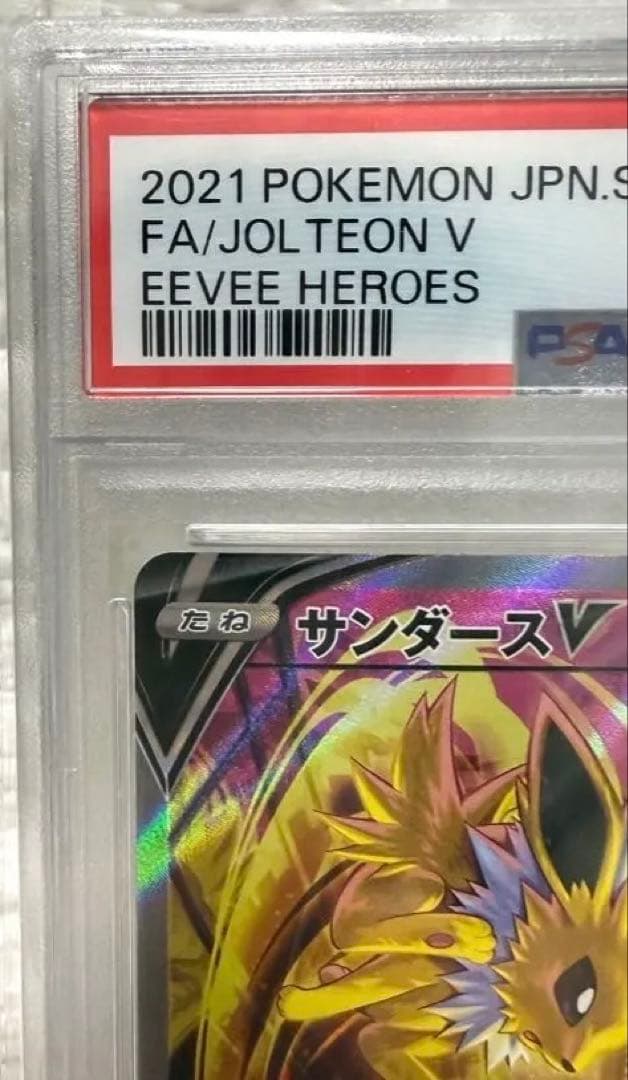 2021 POKEMON JPN.S
FA/JOLTEON V
EEVEE HEROES
PSA
たね サンダースV